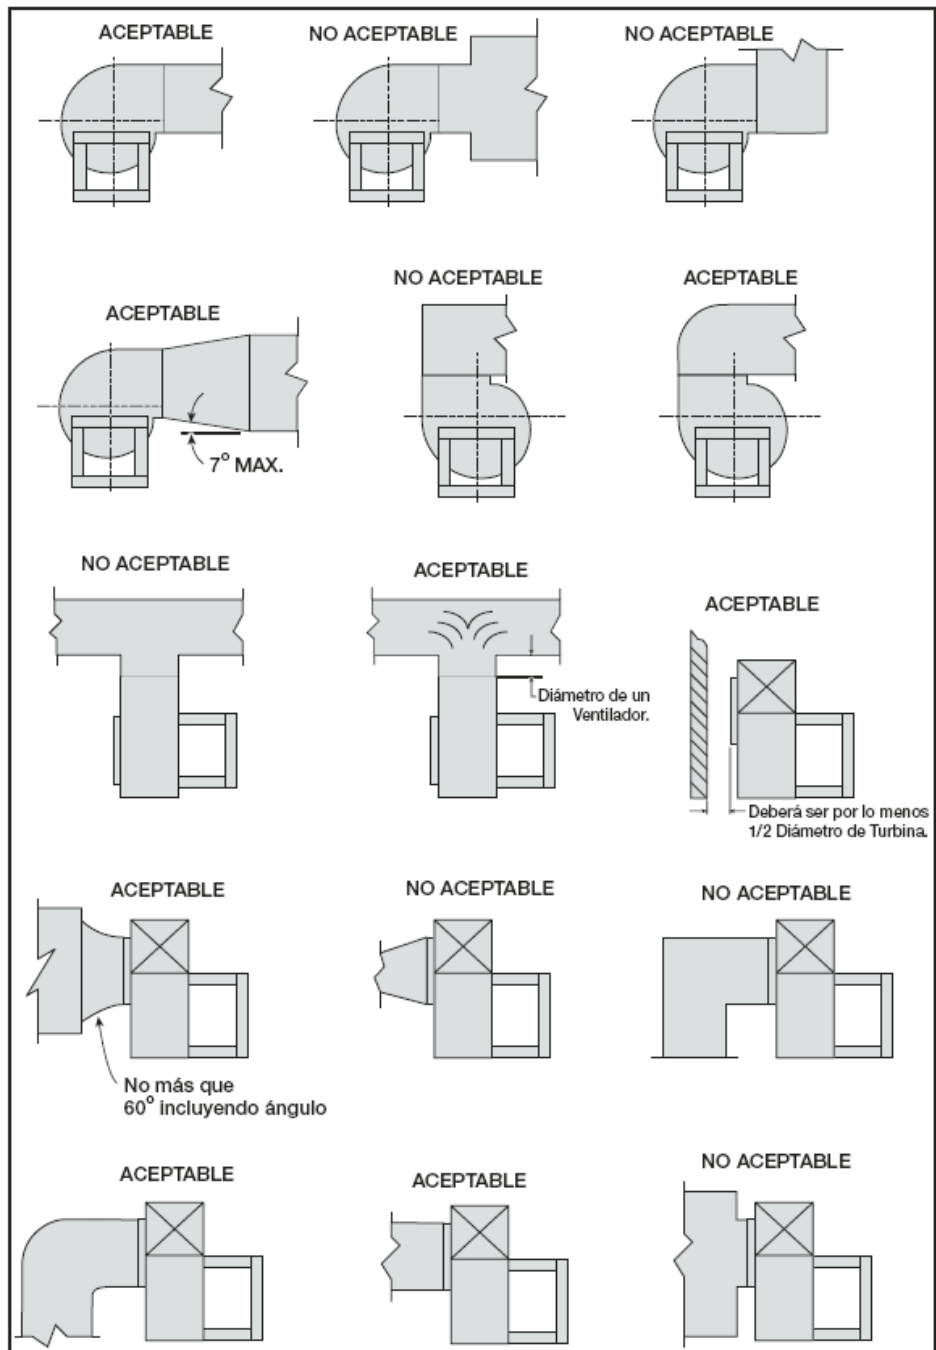 ACEPTABLE
NO ACEPTABLE
NO ACEPTABLE
ACEPTABLE
7° MAX.
NO ACEPTABLE
ACEPTABLE
NO ACEPTABLE
ACEPTABLE
Diámetro de un
Ventilador.
ACEPTABLE
Deberá ser por lo menos
1/2 Diámetro de Turbina.
ACEPTABLE
No más que
60° incluyendo ángulo
NO ACEPTABLE
NO ACEPTABLE
ACEPTABLE
ACEPTABLE
NO ACEPTABLE